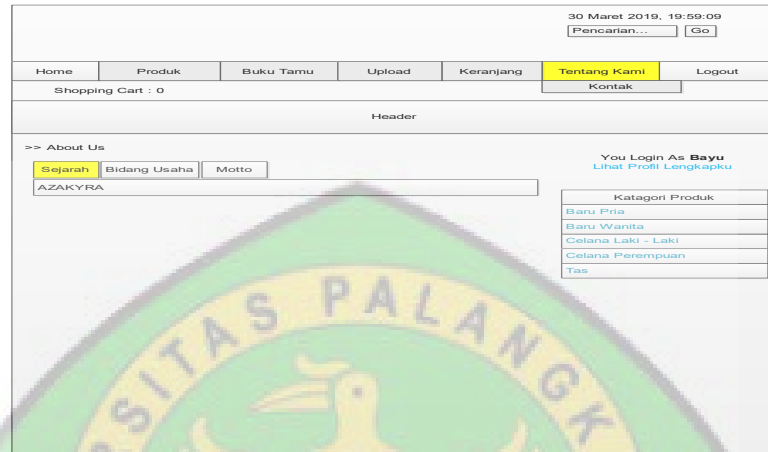 30 Maret 2019, 19:59:09
Pencarian... Go
Home Produk Buku Tamu Upload Keranjang Tentang Kami Logout
Shopping Cart : 0 Kontak
Header
>> About Us
You Login As Bayu
Lihat Profil Lengkapku
Sejarah Bidang Usaha Motto
AZAKYRA
Katagori Produk
Baru Pria
Baru Wanita
Celana Laki - Laki
Celana Perempuan
Tas
SITAS PALANGK